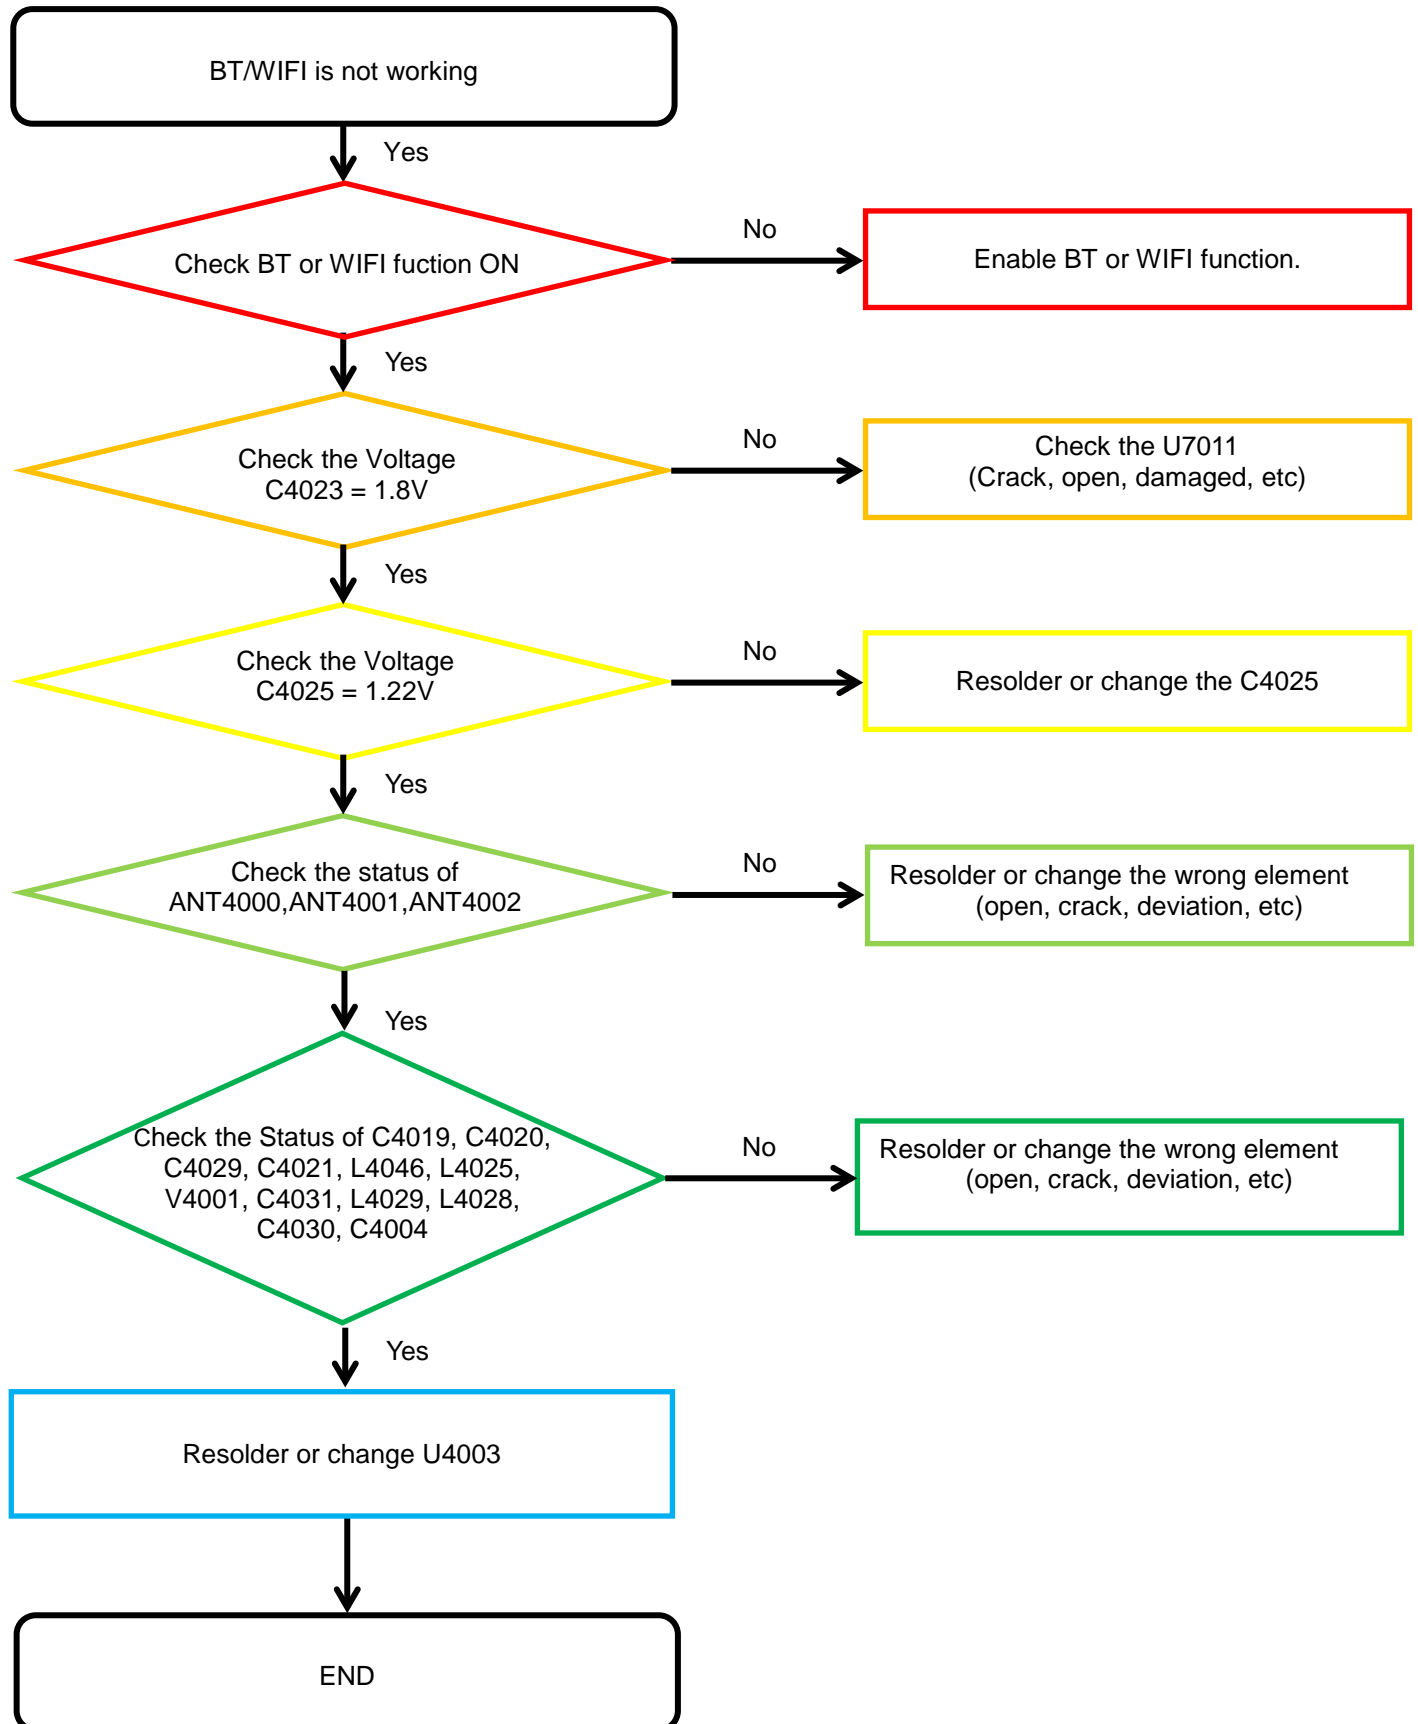 BT/WIFI is not working
Yes
Check BT or WIFI fuction ON
No
Enable BT or WIFI function.
Yes
Check the Voltage
C4023 = 1.8V
No
Check the U7011
(Crack, open, damaged, etc)
Yes
Check the Voltage
C4025 = 1.22V
No
Resolder or change the C4025
Yes
Check the status of
ANT4000,ANT4001,ANT4002
No
Resolder or change the wrong element
(open, crack, deviation, etc)
Yes
Check the Status of C4019, C4020,
C4029, C4021, L4046, L4025,
V4001, C4031, L4029, L4028,
C4030, C4004
No
Resolder or change the wrong element
(open, crack, deviation, etc)
Yes
Resolder or change U4003
END